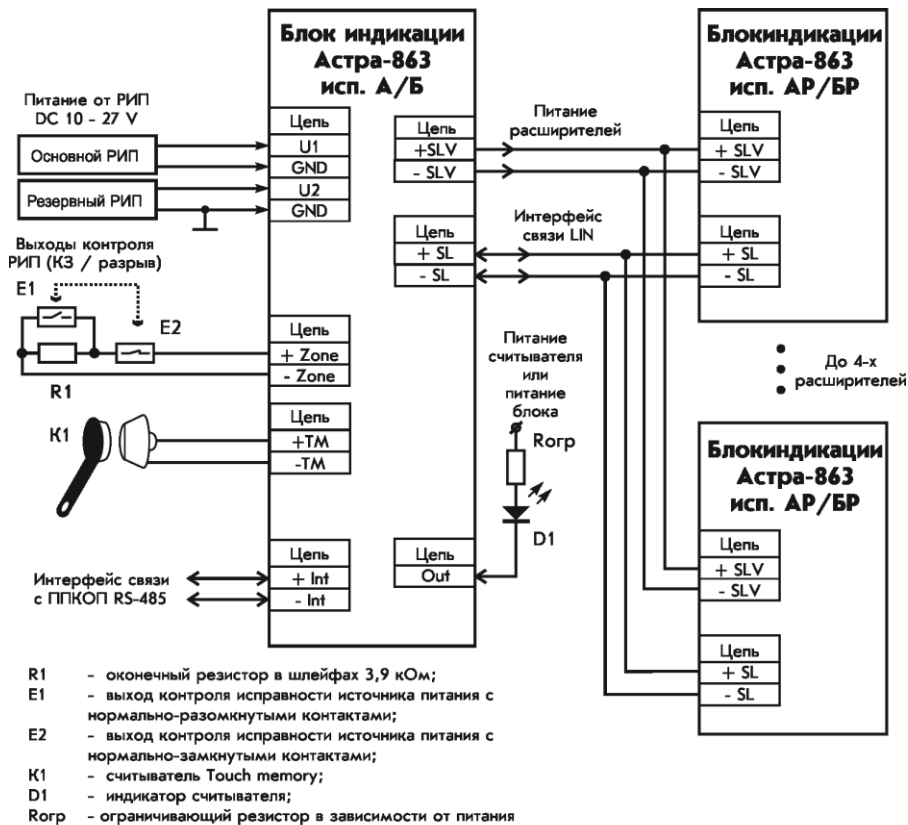 Блок индикации
Астра-863
исп. А/Б
Блокиндикации
Астра-863
исп. АР/БР
Питание от РИП
DC 10 - 27 V
Основной РИП
Резервный РИП
Цепь
U1
GND
U2
GND
Цепь
+SLV
- SLV
Питание
расширителей
Цепь
+ SLV
- SLV
Цепь
+ SL
- SL
Интерфейс
связи LIN
Цепь
+ SL
- SL
Выходы контроля
РИП (КЗ / разрыв)
E1
E2
R1
Цепь
+ Zone
- Zone
К1
Цепь
+TM
-TM
Питание
считывателя
или
питание
блока
Rогр
D1
Цепь
Out
До 4-х
расширителей
Блокиндикации
Астра-863
исп. АР/БР
Цепь
+ SLV
- SLV
Цепь
+ SL
- SL
Интерфейс связи
с ППКОП RS-485
Цепь
+ Int
- Int
R1 - оконечный резистор в шлейфах 3,9 кОм;
E1 - выход контроля исправности источника питания с
нормально-разомкнутыми контактами;
E2 - выход контроля исправности источника питания с
нормально-замкнутыми контактами;
К1 - считыватель Touch memory;
D1 - индикатор считывателя;
Rогр - ограничивающий резистор в зависимости от питания